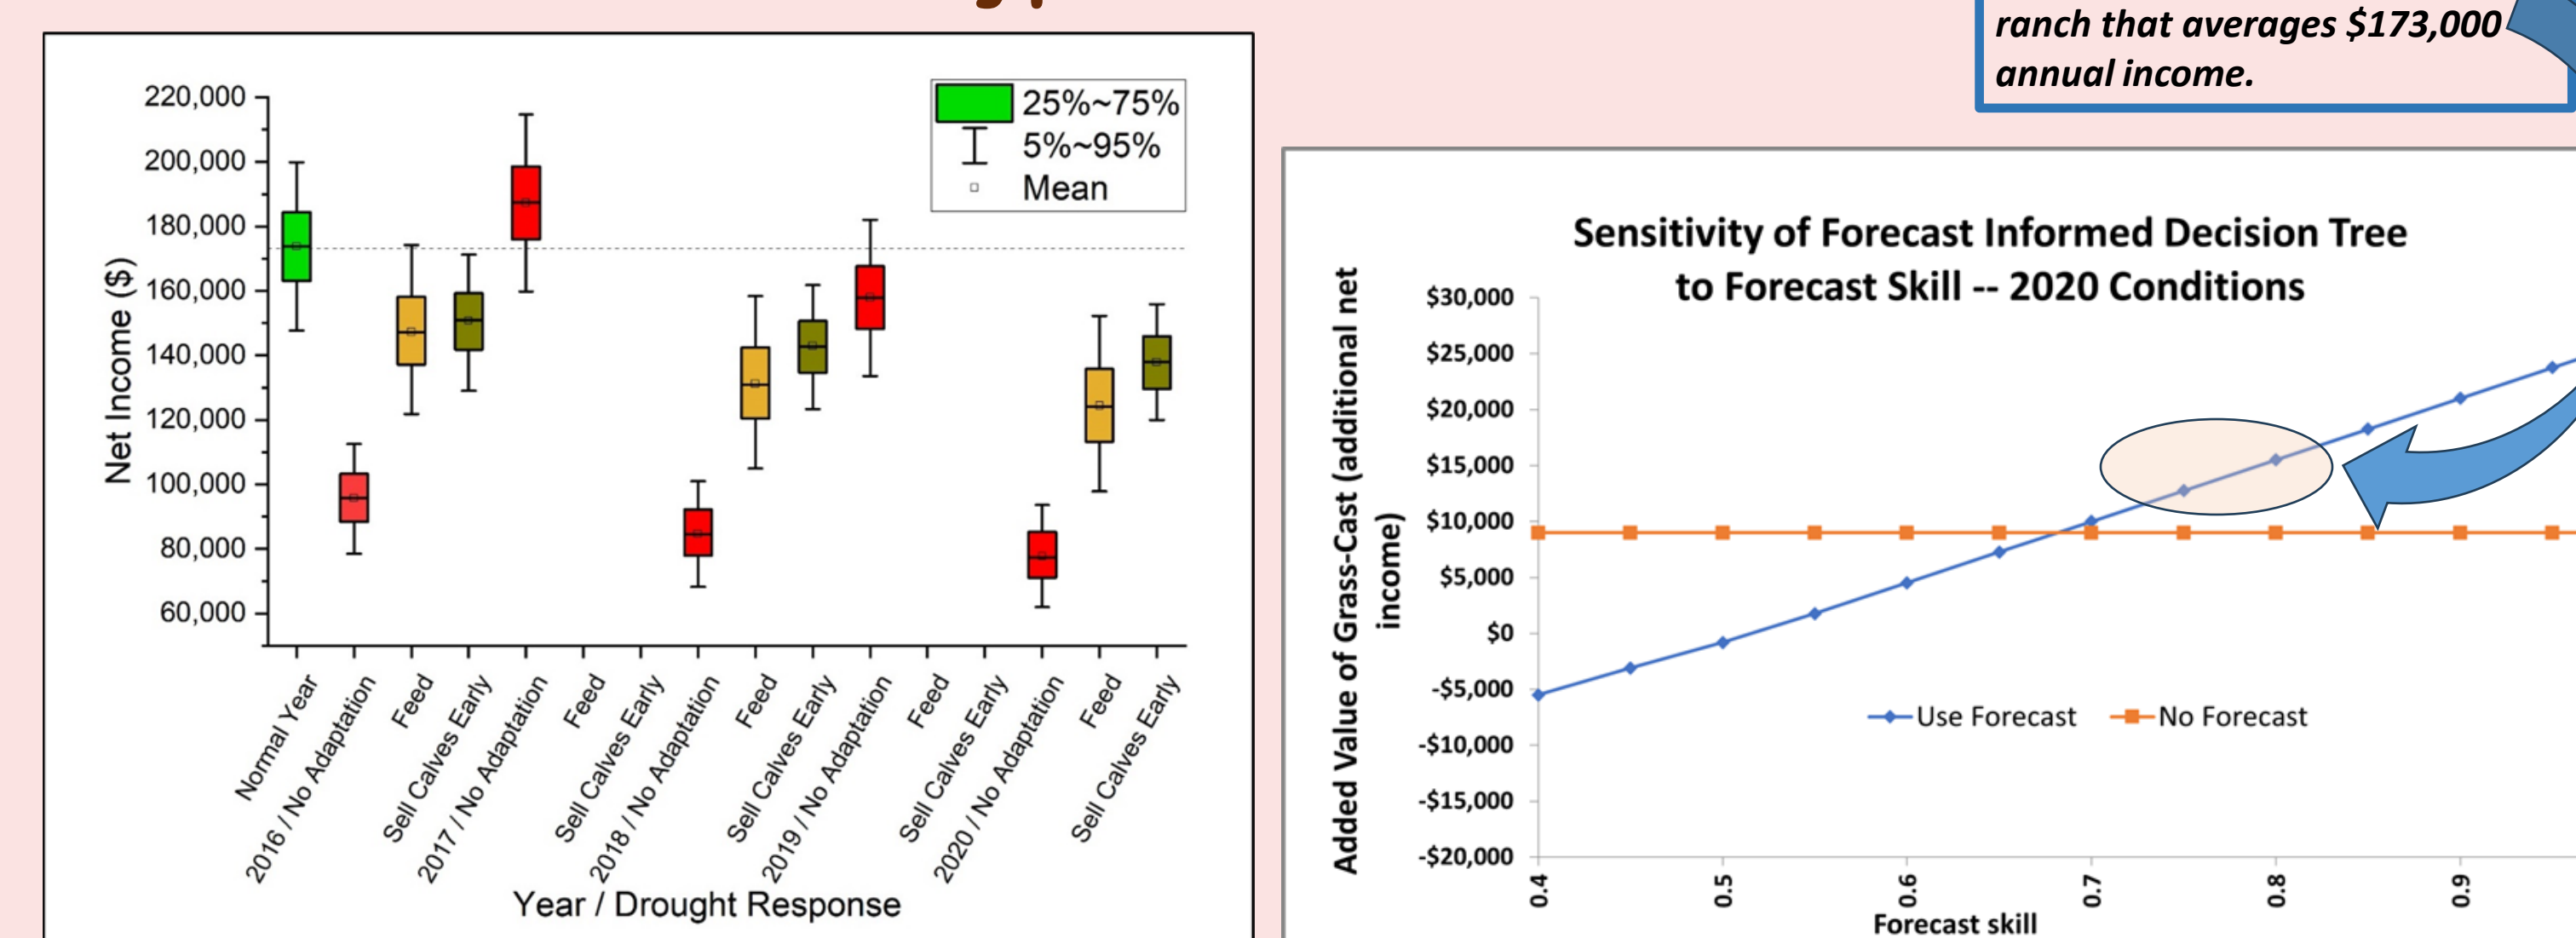 ranch that averages $173,000
annual income.
220,000
200,000
180,000
160,000
140,000
120,000
100,000
80,000
60,000
Net Income ($)
25%~75%
5%~95%
Mean
Normal Year
2016 / No Adaptation
Feed
Sell Calves Early
2017 / No Adaptation
Feed
Sell Calves Early
2018 / No Adaptation
Feed
Sell Calves Early
2019 / No Adaptation
Feed
Sell Calves Early
2020 / No Adaptation
Feed
Sell Calves Early
Year / Drought Response
Sensitivity of Forecast Informed Decision Tree
to Forecast Skill -- 2020 Conditions
Added Value of Grass-Cast (additional net
income)
$30,000
$25,000
$20,000
$15,000
$10,000
$5,000
$0
-$5,000
-$10,000
-$15,000
-$20,000
Use Forecast
No Forecast
0.4
0.5
0.6
0.7
0.8
0.9
Forecast skill